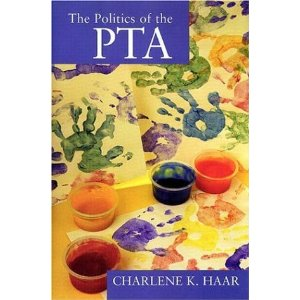 The Politics of the
PTA
CHARLENE K. HAAR